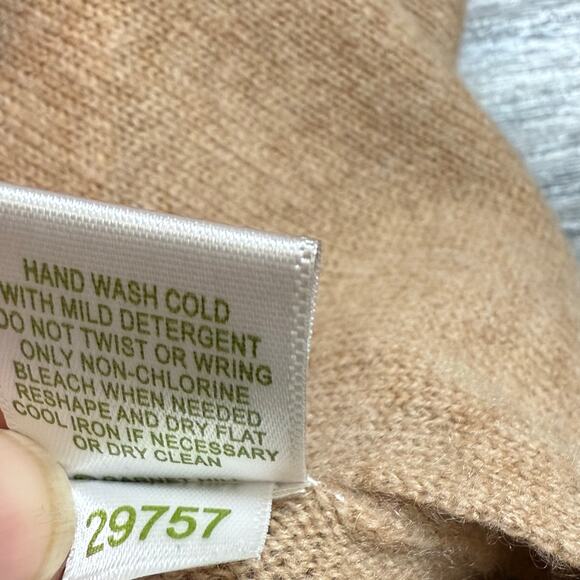 HAND WASH COLD
WITH MILD DETERGENT
DO NOT TWIST OR WRING
ONLY NON-CHLORINE
BLEACH WHEN NEEDED
RESHAPE AND DRY FLAT
COOL IRON IF NECESSARY
OR DRY CLEAN
29757